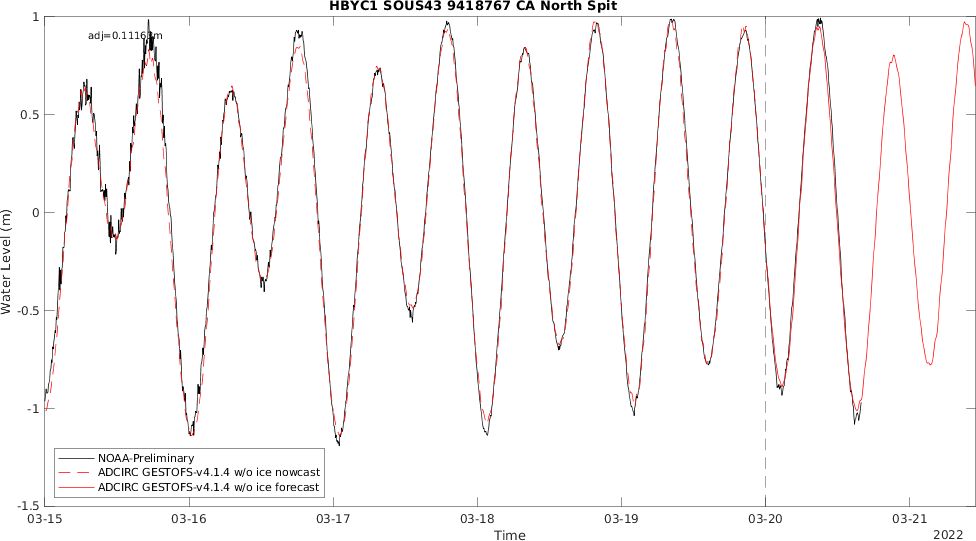 HBYC1 SOUS43 9418767 CA North Spit
adj=0.11163m
1
0.5
0
-0.5
-1
-1.5
Water Level (m)
NOAA-Preliminary
ADCIRC GESTOFS-v4.1.4 w/o ice nowcast
ADCIRC GESTOFS-v4.1.4 w/o ice forecast
03-15 03-16 03-17 03-18 03-19 03-20 03-21
Time
2022